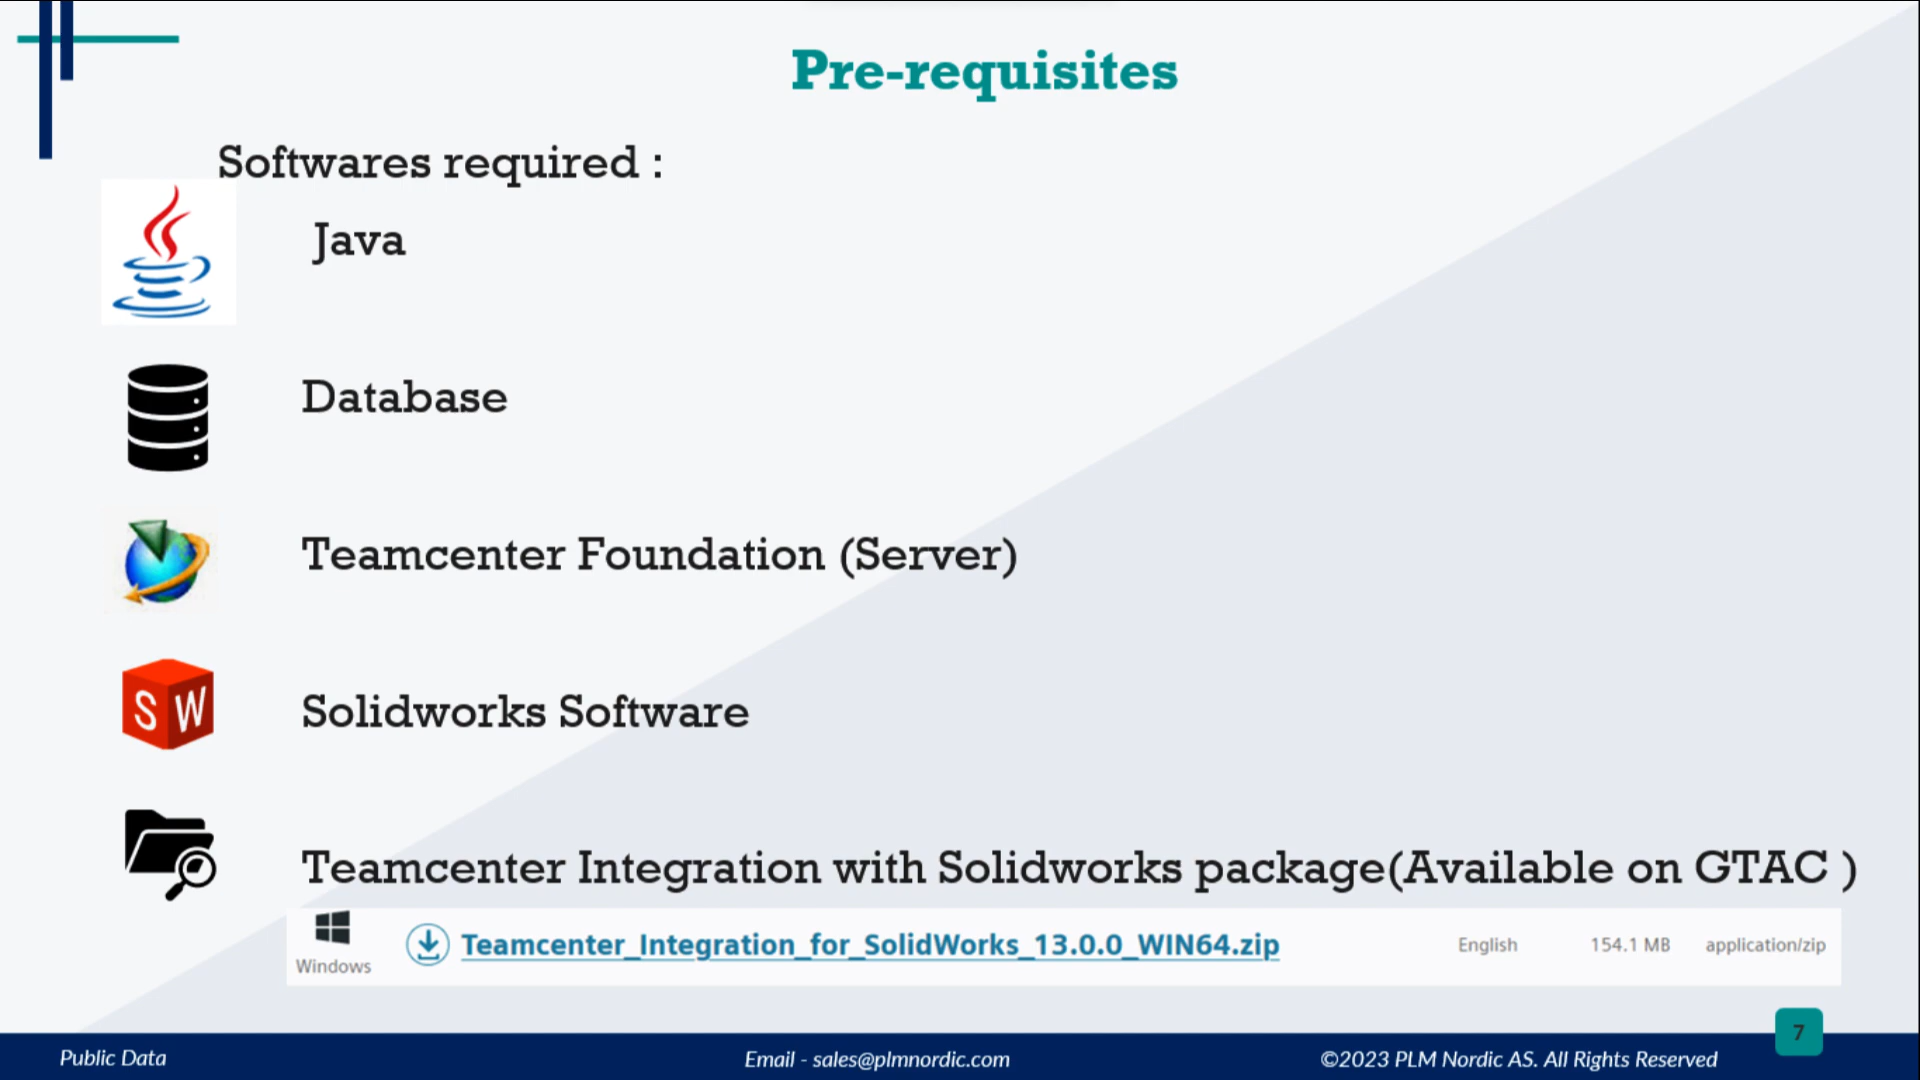 Pre-requisites
Softwares required :
Java
Database
Teamcenter Foundation (Server)
S W
Solidworks Software
Teamcenter Integration with Solidworks package(Available on GTAC )
Windows
Teamcenter_Integration_for_SolidWorks_13.0.0_WIN64.zip English 154.1 MB application/zip
7
Public Data Email - sales@plmnordic.com ©2023 PLM Nordic AS. All Rights Reserved